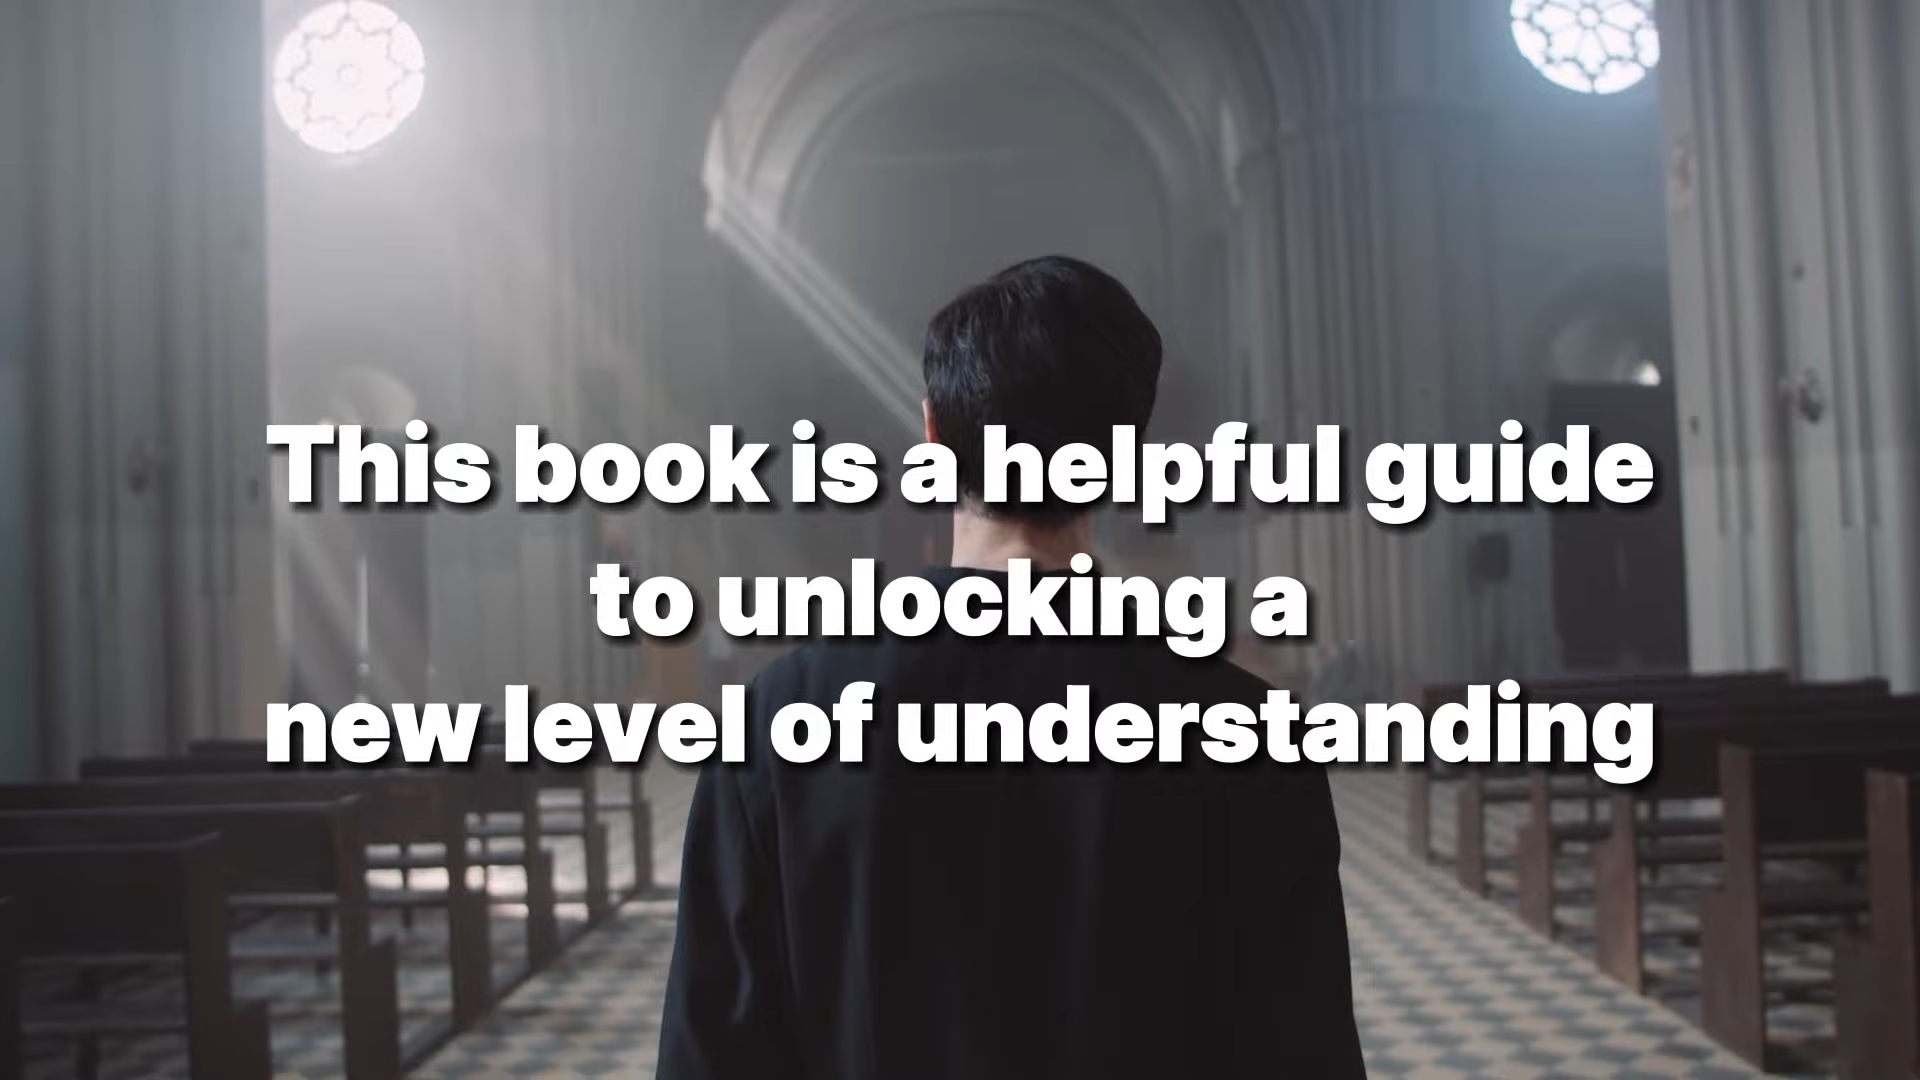 This book is a helpful guide
to unlocking a
new level of understanding